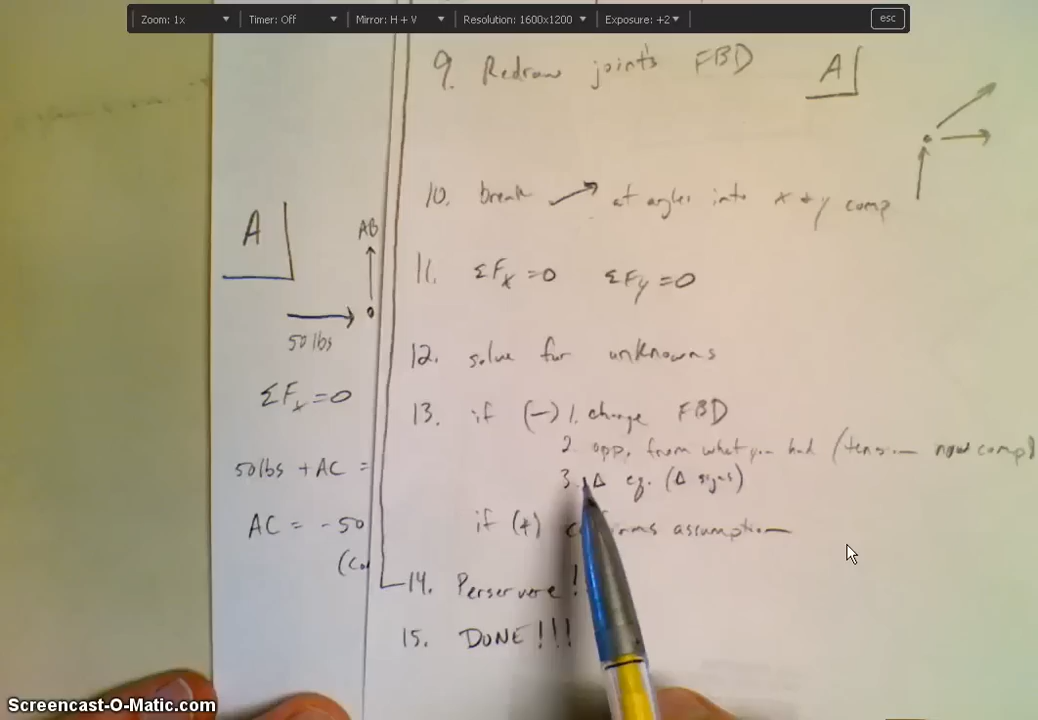 Zoom: 1x Timer: Off Mirror: H + V Resolution: 1600x1200 Exposure: +2 esc
9. Redraw joint's FBD A
10. break → at angles into x + y comp
11. ΣFx = 0 ΣFy = 0
12. solve for unknowns
13. if (-) 1. change FBD
2. opp. from what you had (tension now comp)
3. Δ eq. (Δ signs)
if (+) assumption
14. Perservere!
15. DONE!!!
A
AB
50 lbs
ΣFx = 0
50 lbs + AC =
AC = - 50
Screencast-O-Matic.com